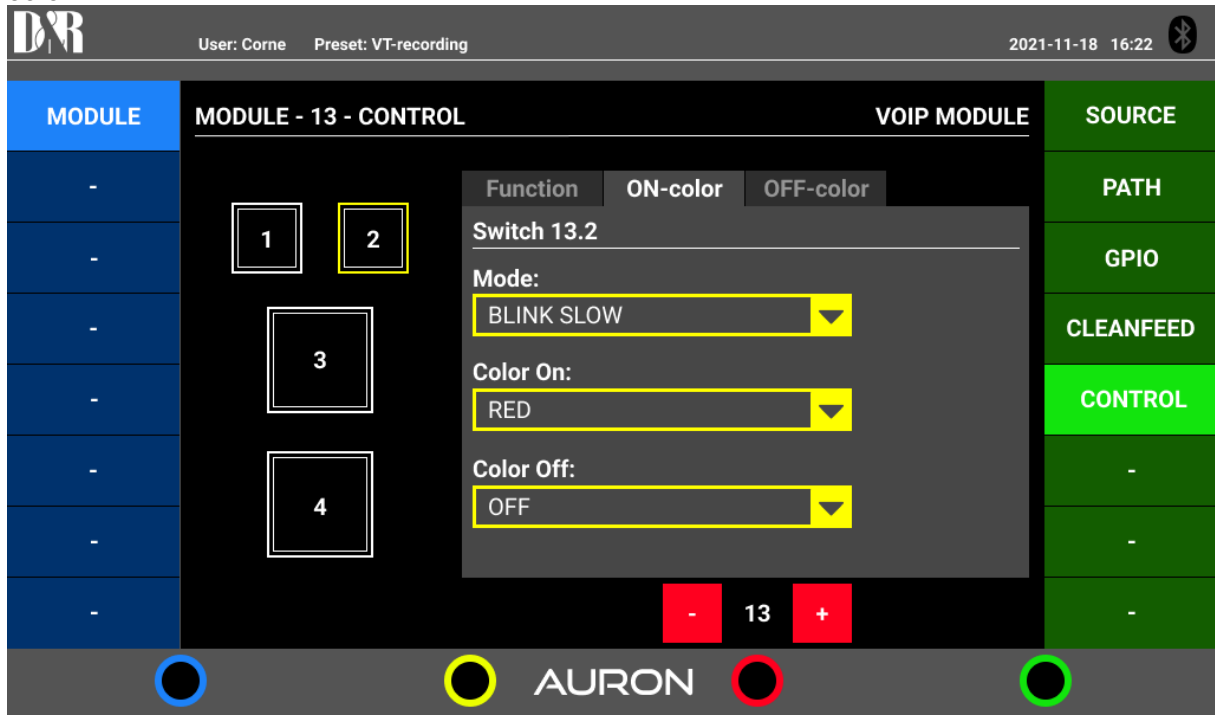 D&R
User: Corne Preset: VT-recording
2021-11-18 16:22
MODULE
-
-
-
-
-
-
-
MODULE - 13 - CONTROL
VOIP MODULE
1
2
3
4
Function ON-color OFF-color
Switch 13.2
Mode:
BLINK SLOW
Color On:
RED
Color Off:
OFF
- 13 +
SOURCE
PATH
GPIO
CLEANFEED
CONTROL
-
-
-
AURON